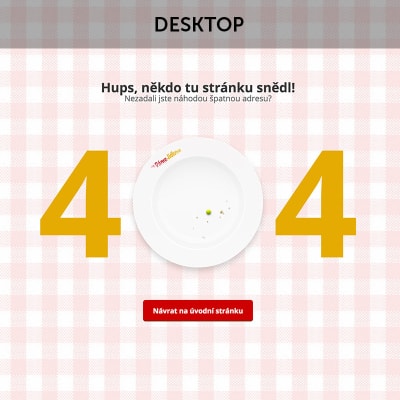 DESKTOP
Hups, někdo tu stránku snědl!
Nezadali jste náhodou špatnou adresu?
4 4
Návrat na úvodní stránku